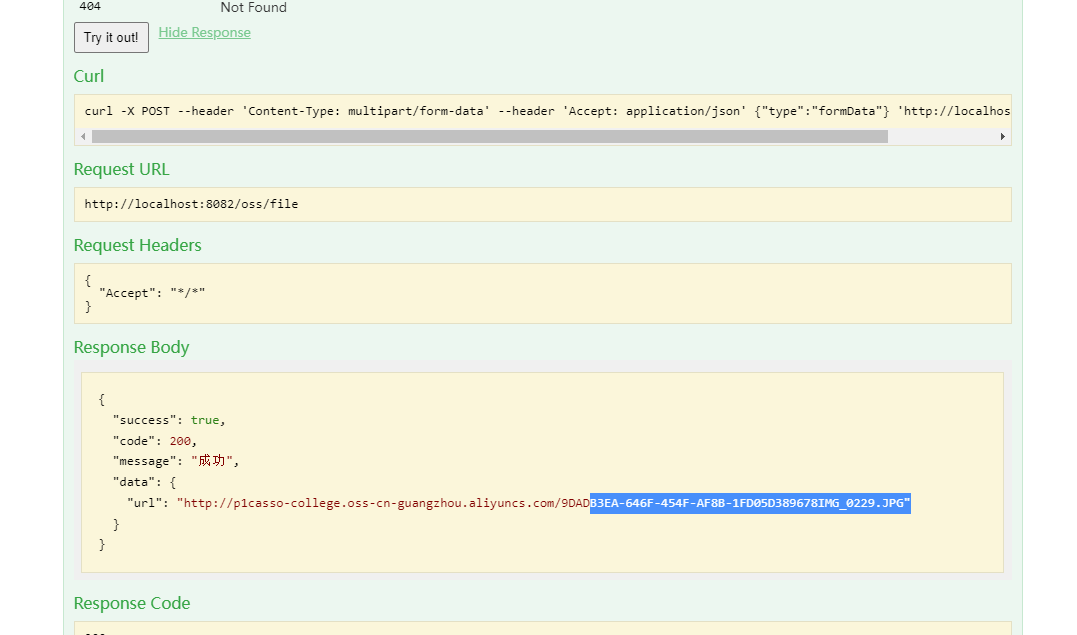 404 Not Found
Try it out! Hide Response
Curl
curl -X POST --header 'Content-Type: multipart/form-data' --header 'Accept: application/json' {"type":"formData"} 'http://localhos
Request URL
http://localhost:8082/oss/file
Request Headers
{
"Accept": "*/*"
}
Response Body
{
"success": true,
"code": 200,
"message": "成功",
"data": {
"url": "http://p1casso-college.oss-cn-guangzhou.aliyuncs.com/9DADB3EA-646F-454F-AF8B-1FD05D389678IMG_0229.JPG"
}
}
Response Code